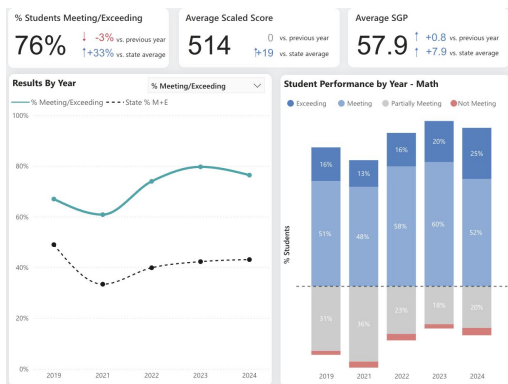 % Students Meeting/Exceeding
76%
↓ -3% vs. previous year
↑+33% vs. state average
Average Scaled Score
514
0 vs. previous year
↑+19 vs. state average
Average SGP
57.9
↑ +0.8 vs. previous year
↑ +7.9 vs. state average
Results By Year
% Meeting/Exceeding
% Meeting/Exceeding State % M+E
100%
80%
60%
40%
20%
0%
2019 2021 2022 2023 2024
Student Performance by Year - Math
Exceeding Meeting Partially Meeting Not Meeting
% Students
16% 13% 16% 20% 25%
51% 48% 58% 60% 52%
31% 36% 23% 18% 20%
2019 2021 2022 2023 2024